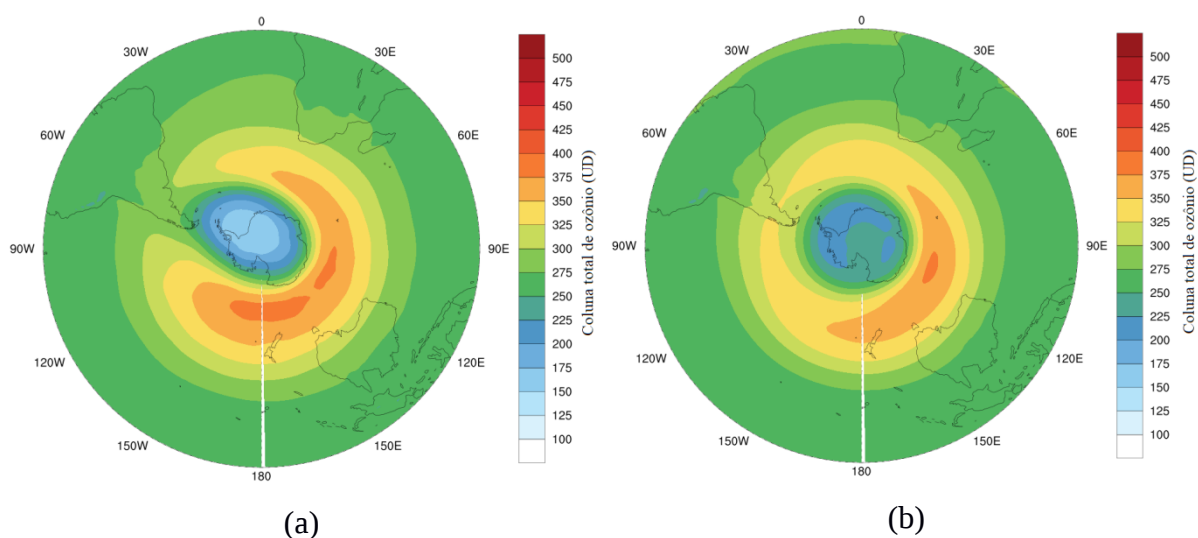 0
30W
30E
60W
60E
90W
90E
120W
120E
150W
150E
180
500
475
450
425
400
375
350
325
300
275
250
225
200
175
150
125
100
Coluna total de ozônio (UD)
(a)
0
30W
30E
60W
60E
90W
90E
120W
120E
150W
150E
180
500
475
450
425
400
375
350
325
300
275
250
225
200
175
150
125
100
Coluna total de ozônio (UD)
(b)